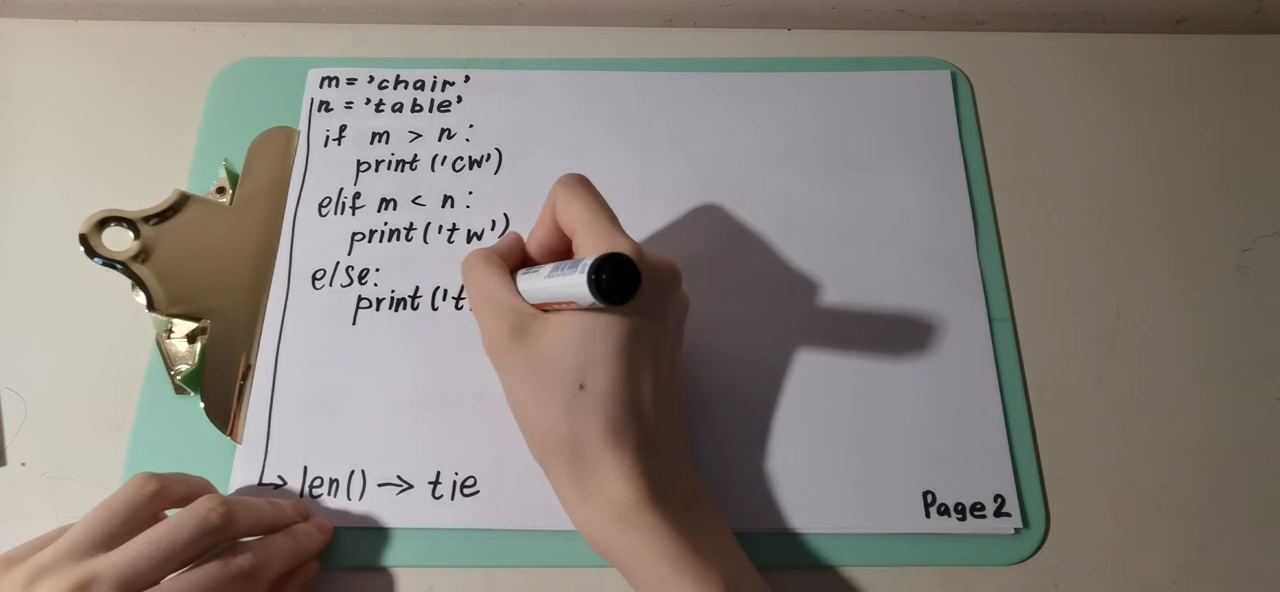 m = 'chair'
n = 'table'
if m > n:
print ('cw')
elif m < n:
print ('tw')
else:
print ('t
→ len() → tie
Page 2